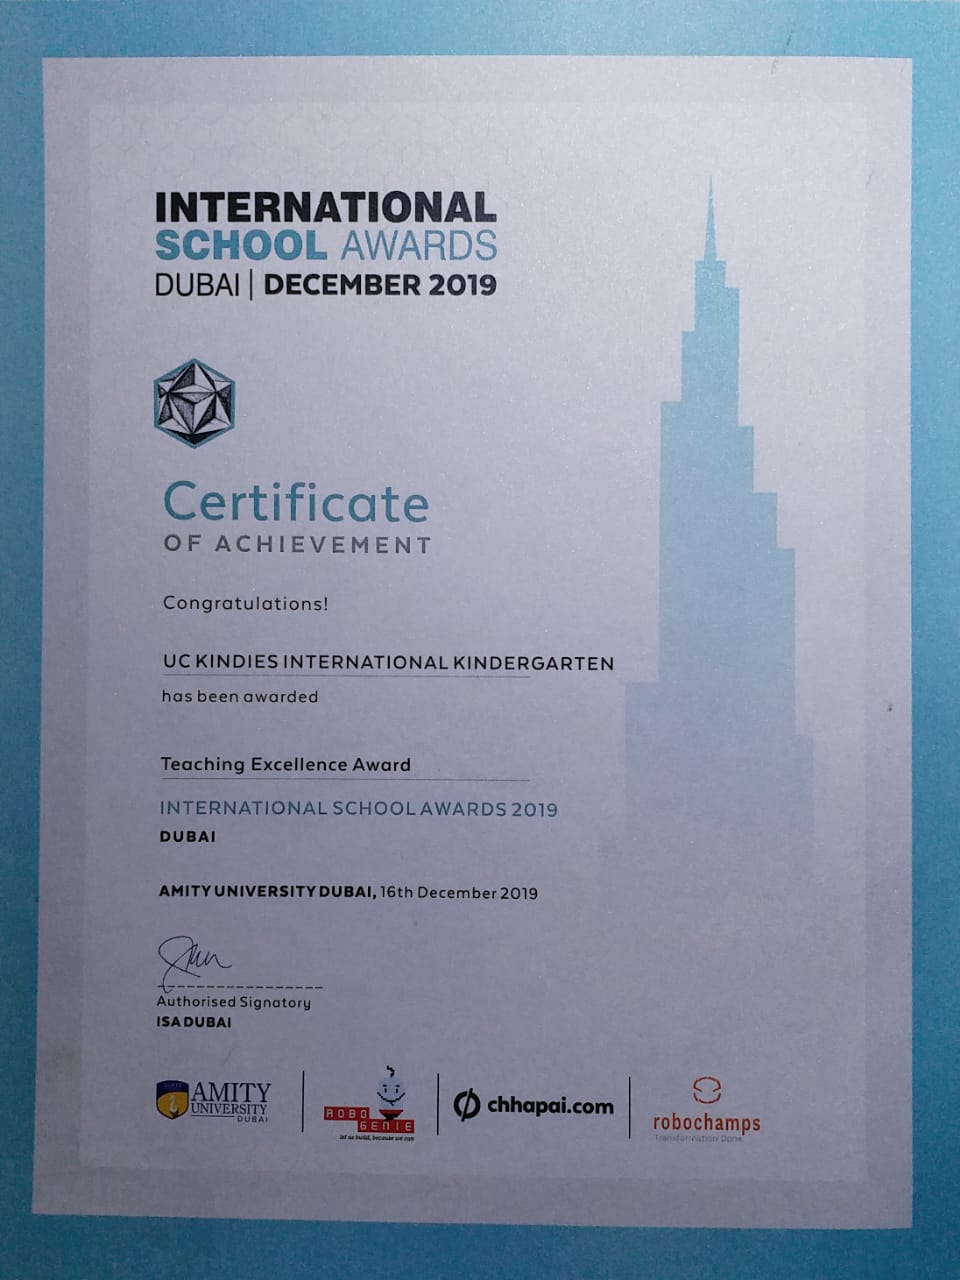 INTERNATIONAL
SCHOOL AWARDS
DUBAI | DECEMBER 2019
Certificate
OF ACHIEVEMENT
Congratulations!
UC KINDIES INTERNATIONAL KINDERGARTEN
has been awarded
Teaching Excellence Award
INTERNATIONAL SCHOOL AWARDS 2019
DUBAI
AMITY UNIVERSITY DUBAI, 16th December 2019
Authorised Signatory
ISA DUBAI
AMITY
UNIVERSITY
DUBAI
ROBO
GENIE
let us build, because we can
chhapai.com
robochamps
Transformation Done.